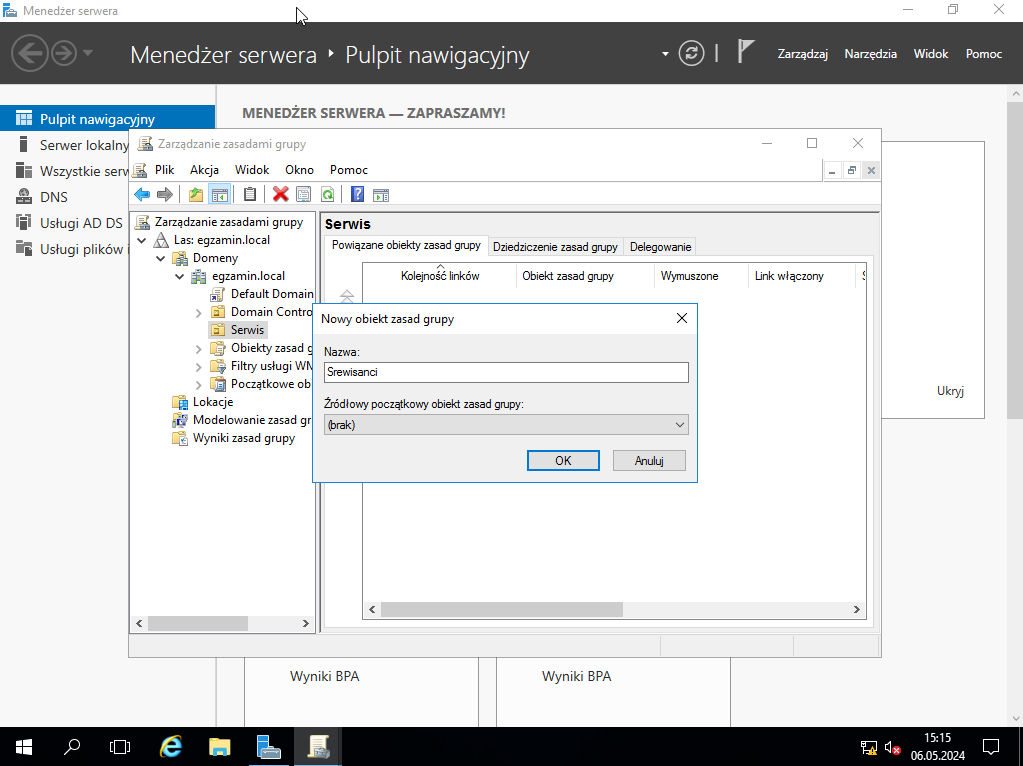 Menedżer serwera
Menedżer serwera
Pulpit nawigacyjny
Zarządzaj
Narzędzia
Widok
Pomoc
Pulpit nawigacyjny
Serwer lokalny
Wszystkie serw
DNS
Usługi AD DS
Usługi plików i
MENEDŻER SERWERA — ZAPRASZAMY!
Ukryj
Zarządzanie zasadami grupy
Plik
Akcja
Widok
Okno
Pomoc
Zarządzanie zasadami grupy
Las: egzamin.local
Domeny
egzamin.local
Default Domain
Domain Contro
Serwis
Obiekty zasad g
Filtry usługi WM
Początkowe ob
Lokacje
Modelowanie zasad gr
Wyniki zasad grupy
Serwis
Powiązane obiekty zasad grupy
Dziedziczenie zasad grupy
Delegowanie
Kolejność linków
Obiekt zasad grupy
Wymuszone
Link włączony
Nowy obiekt zasad grupy
Nazwa:
Srewisanci
Źródłowy początkowy obiekt zasad grupy:
(brak)
OK
Anuluj
Wyniki BPA
Wyniki BPA
15:15
06.05.2024